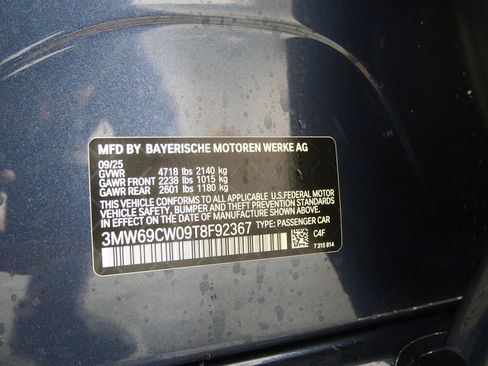 MFD BY BAYERISCHE MOTOREN WERKE AG
09/25
GVWR 4718 lbs 2140 kg
GAWR FRONT 2238 lbs 1015 kg
GAWR REAR 2601 lbs 1180 kg
THIS VEHICLE CONFORMS TO ALL APPLICABLE U.S.FEDERAL MOTOR
VEHICLE SAFETY, BUMPER AND THEFT PREVENTION STANDARDS
IN EFFECT ON THE DATE OF MANUFACTURE SHOWN ABOVE.
3MW69CW09T8F92367 TYPE: PASSENGER CAR
C4F
7 315 814